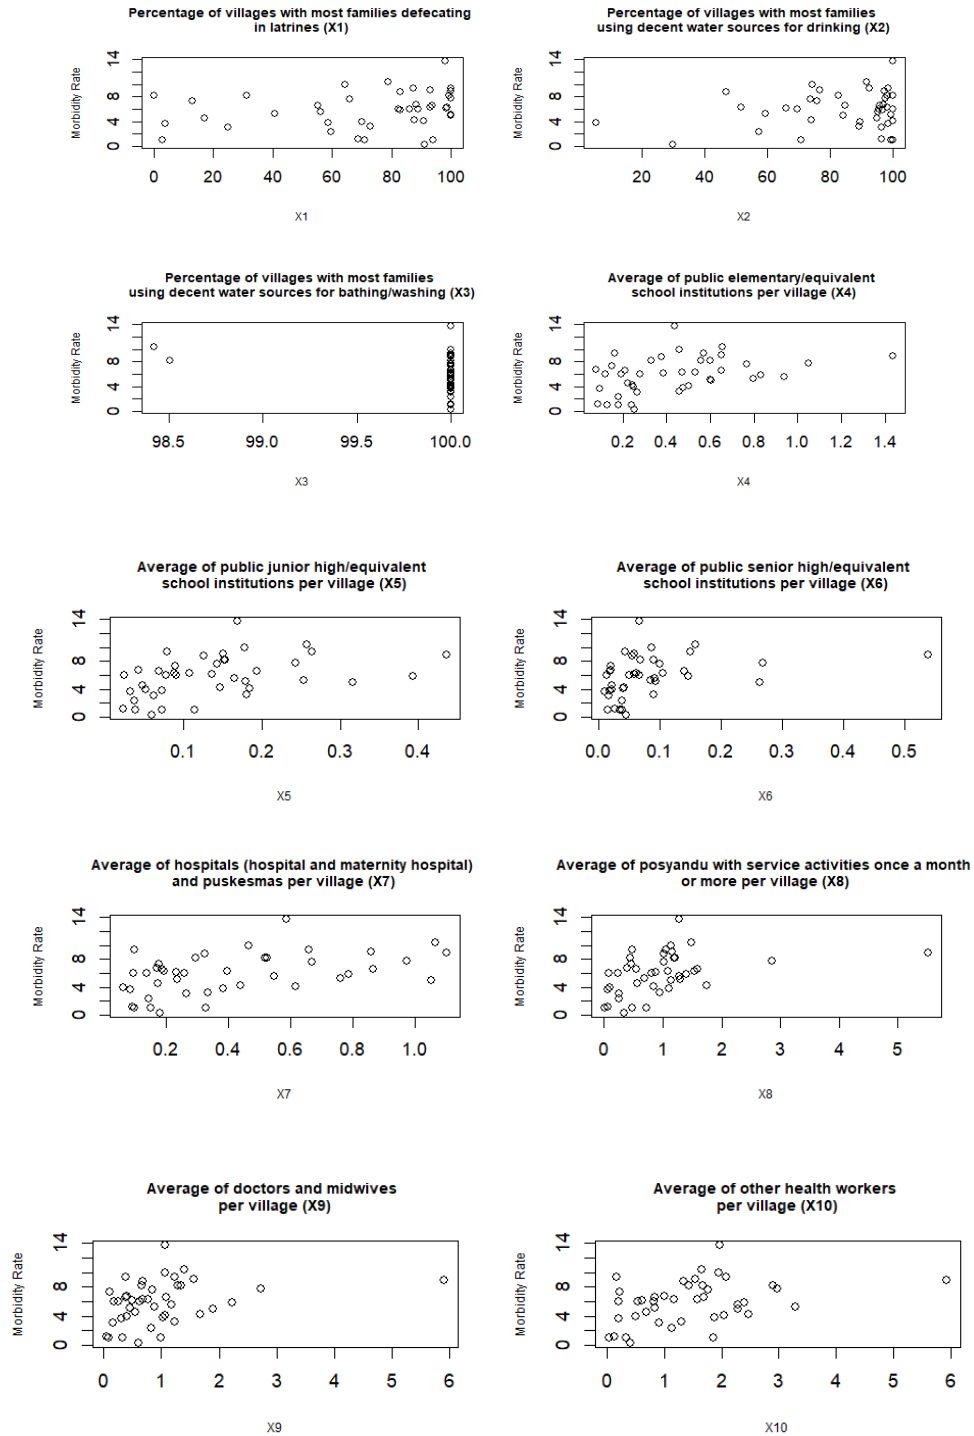 Percentage of villages with most families defecating
in latrines (X1)
Morbidity Rate
0 4 8 14
0 20 40 60 80 100
X1
Percentage of villages with most families
using decent water sources for drinking (X2)
Morbidity Rate
0 4 8 14
20 40 60 80 100
X2
Percentage of villages with most families
using decent water sources for bathing/washing (X3)
Morbidity Rate
0 4 8 14
98.5 99.0 99.5 100.0
X3
Average of public elementary/equivalent
school institutions per village (X4)
Morbidity Rate
0 4 8 14
0.2 0.4 0.6 0.8 1.0 1.2 1.4
X4
Average of public junior high/equivalent
school institutions per village (X5)
Morbidity Rate
0 4 8 14
0.1 0.2 0.3 0.4
X5
Average of public senior high/equivalent
school institutions per village (X6)
Morbidity Rate
0 4 8 14
0.0 0.1 0.2 0.3 0.4 0.5
X6
Average of hospitals (hospital and maternity hospital)
and puskesmas per village (X7)
Morbidity Rate
0 4 8 14
0.2 0.4 0.6 0.8 1.0
X7
Average of posyandu with service activities once a month
or more per village (X8)
Morbidity Rate
0 4 8 14
0 1 2 3 4 5
X8
Average of doctors and midwives
per village (X9)
Morbidity Rate
0 4 8 14
0 1 2 3 4 5 6
X9
Average of other health workers
per village (X10)
Morbidity Rate
0 4 8 14
0 1 2 3 4 5 6
X10